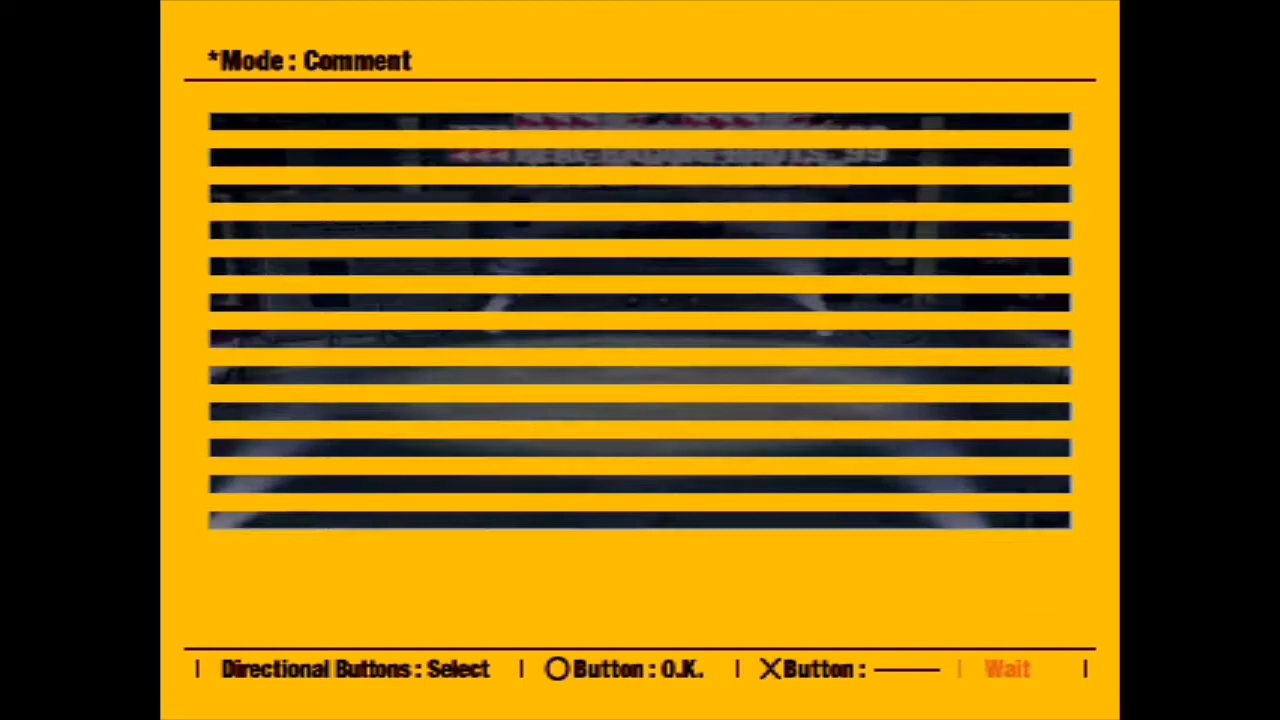 *Mode : Comment
| Directional Buttons : Select | ◯Button : O.K. | ╳Button : —— | Wait |